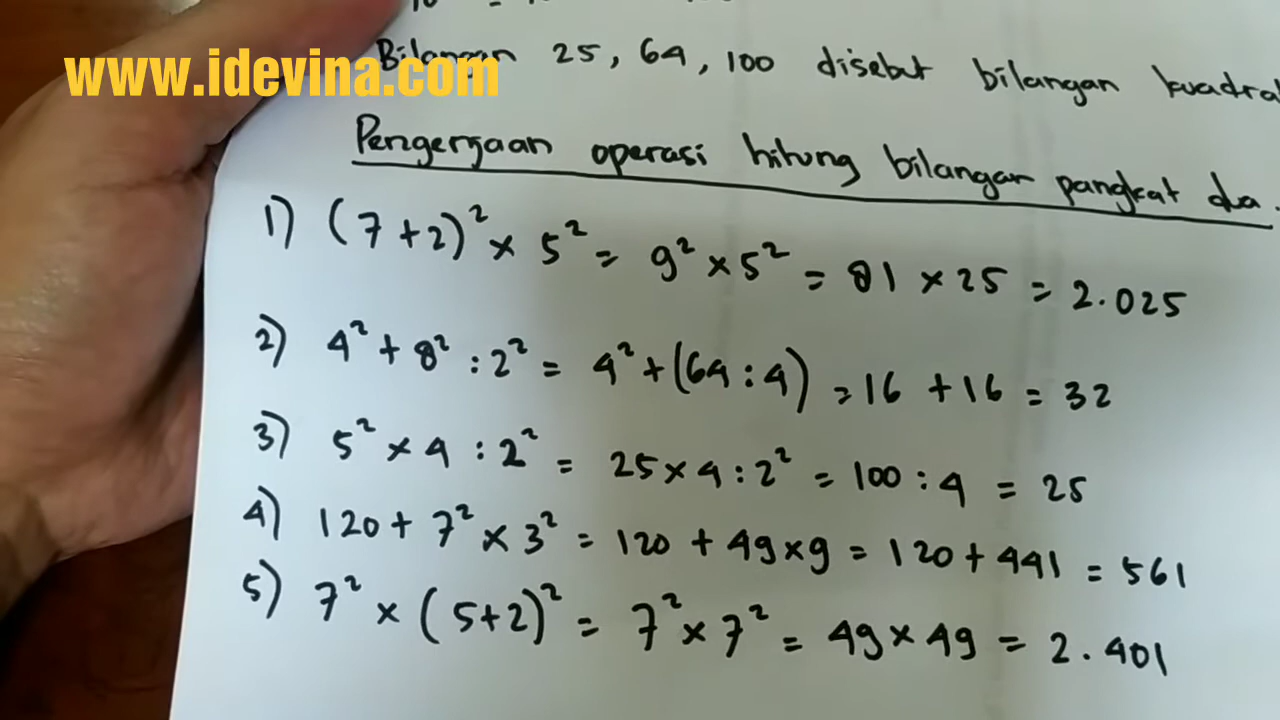 www.idevina.com
Bilangan 25, 64, 100 disebut bilangan kuadrat
Pengerjaan operasi hitung bilangan pangkat dua.
1) (7+2)² × 5² = 9² × 5² = 81 × 25 = 2.025
2) 4² + 8² : 2² = 4² + (64 : 4) = 16 + 16 = 32
3) 5² × 4 : 2² = 25 × 4 : 2² = 100 : 4 = 25
4) 120 + 7² × 3² = 120 + 49 × 9 = 120 + 441 = 561
5) 7² × (5+2)² = 7² × 7² = 49 × 49 = 2.401